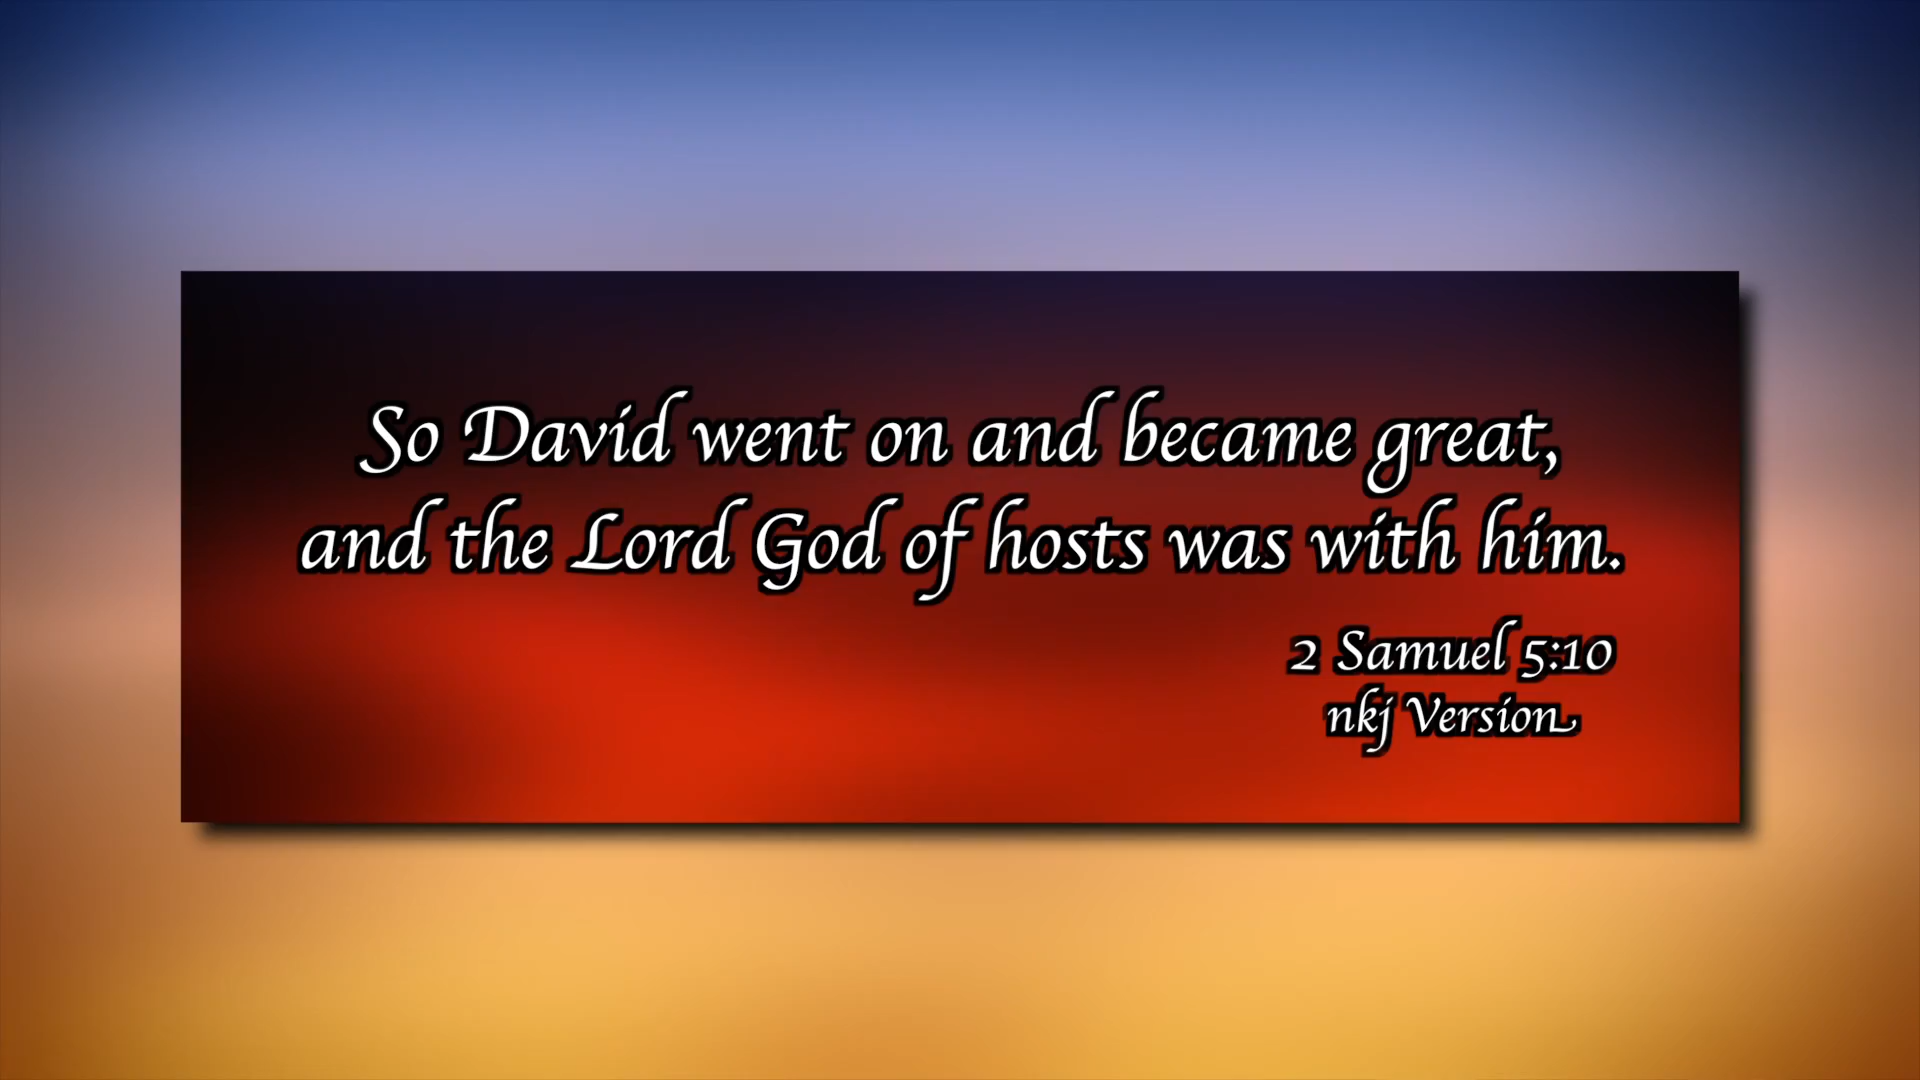 So David went on and became great,
and the Lord God of hosts was with him.
2 Samuel 5:10
nkj Version